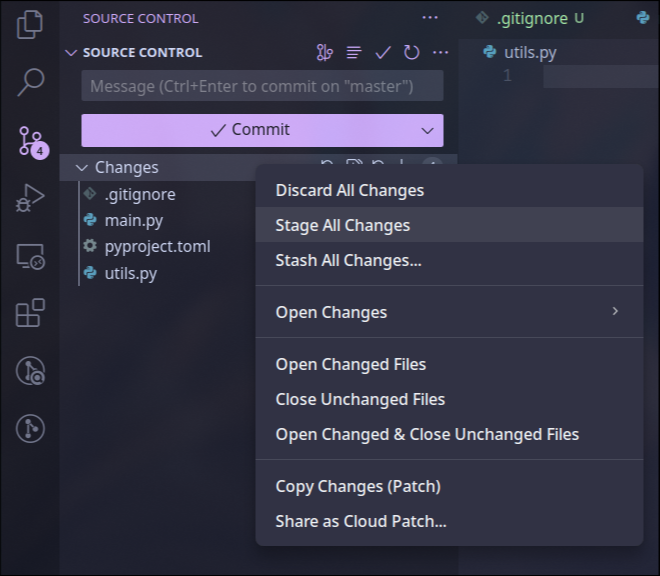 SOURCE CONTROL
.gitignore U
SOURCE CONTROL
utils.py
Message (Ctrl+Enter to commit on "master")
1
Commit
4
Changes
.gitignore
main.py
pyproject.toml
utils.py
Discard All Changes
Stage All Changes
Stash All Changes...
Open Changes
Open Changed Files
Close Unchanged Files
Open Changed & Close Unchanged Files
Copy Changes (Patch)
Share as Cloud Patch...